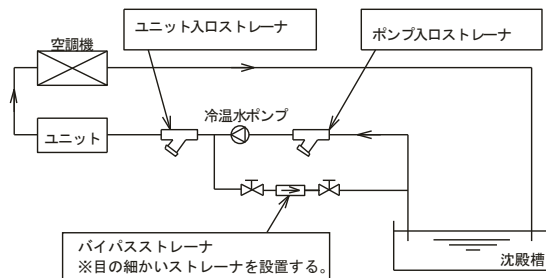 ユニット入口ストレーナ
ポンプ入口ストレーナ
空調機
冷温水ポンプ
ユニット
バイパスストレーナ
※目の細かいストレーナを設置する。
沈殿槽